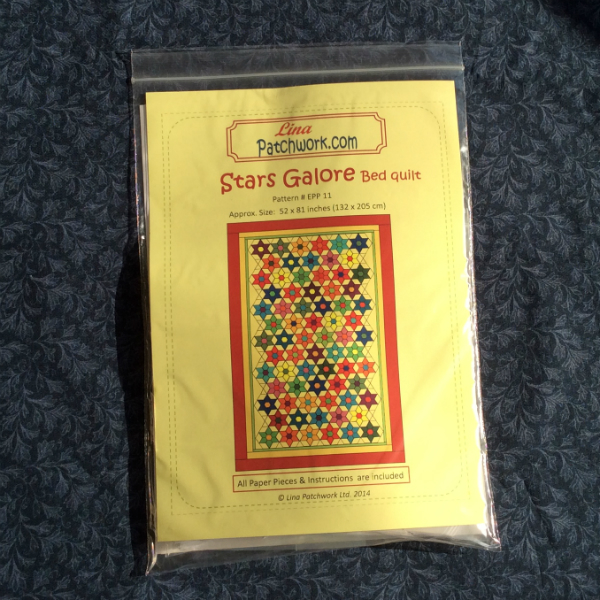 Lina
Patchwork.com
Stars Galore Bed quilt
Pattern # EPP 11
Approx. Size: 52 x 81 inches (132 x 205 cm)
All Paper Pieces & Instructions are included
© Lina Patchwork Ltd. 2014